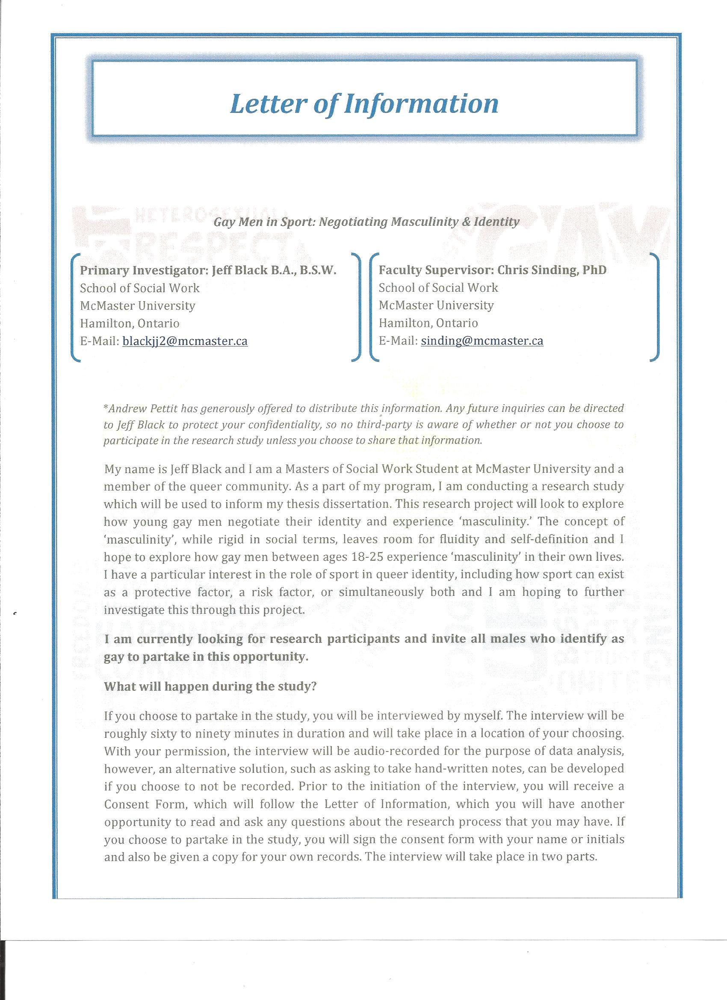 Letter of Information
HETEROSEXUAL
RESPECT
GAY
Gay Men in Sport: Negotiating Masculinity & Identity
Primary Investigator: Jeff Black B.A., B.S.W.
School of Social Work
McMaster University
Hamilton, Ontario
E-Mail: blackjj2@mcmaster.ca
Faculty Supervisor: Chris Sinding, PhD
School of Social Work
McMaster University
Hamilton, Ontario
E-Mail: sinding@mcmaster.ca
*Andrew Pettit has generously offered to distribute this information. Any future inquiries can be directed
to Jeff Black to protect your confidentiality, so no third-party is aware of whether or not you choose to
participate in the research study unless you choose to share that information.
My name is Jeff Black and I am a Masters of Social Work Student at McMaster University and a
member of the queer community. As a part of my program, I am conducting a research study
which will be used to inform my thesis dissertation. This research project will look to explore
how young gay men negotiate their identity and experience ‘masculinity.’ The concept of
‘masculinity’, while rigid in social terms, leaves room for fluidity and self-definition and I
hope to explore how gay men between ages 18-25 experience ‘masculinity’ in their own lives.
I have a particular interest in the role of sport in queer identity, including how sport can exist
as a protective factor, a risk factor, or simultaneously both and I am hoping to further
investigate this through this project.
I am currently looking for research participants and invite all males who identify as
gay to partake in this opportunity.
What will happen during the study?
If you choose to partake in the study, you will be interviewed by myself. The interview will be
roughly sixty to ninety minutes in duration and will take place in a location of your choosing.
With your permission, the interview will be audio-recorded for the purpose of data analysis,
however, an alternative solution, such as asking to take hand-written notes, can be developed
if you choose to not be recorded. Prior to the initiation of the interview, you will receive a
Consent Form, which will follow the Letter of Information, which you will have another
opportunity to read and ask any questions about the research process that you may have. If
you choose to partake in the study, you will sign the consent form with your name or initials
and also be given a copy for your own records. The interview will take place in two parts.